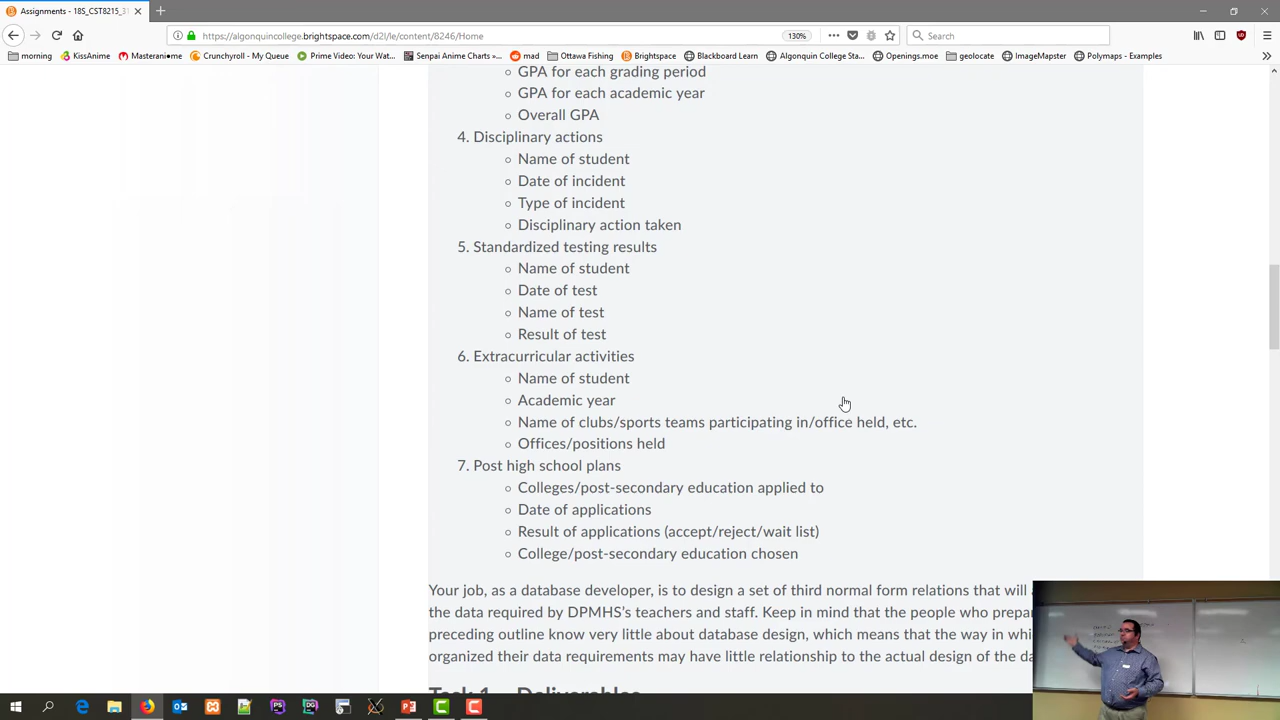 Assignments - 18S_CST8215_31
https://algonquincollege.brightspace.com/d2l/le/content/8246/Home
130%
Search
morning
KissAnime
Masterani●me
Crunchyroll - My Queue
Prime Video: Your Wat...
Senpai Anime Charts -...
mad
Ottawa Fishing
Brightspace
Blackboard Learn
Algonquin College Sta...
Openings.moe
geolocate
ImageMapster
Polymaps - Examples
GPA for each grading period
GPA for each academic year
Overall GPA
4. Disciplinary actions
Name of student
Date of incident
Type of incident
Disciplinary action taken
5. Standardized testing results
Name of student
Date of test
Name of test
Result of test
6. Extracurricular activities
Name of student
Academic year
Name of clubs/sports teams participating in/office held, etc.
Offices/positions held
7. Post high school plans
Colleges/post-secondary education applied to
Date of applications
Result of applications (accept/reject/wait list)
College/post-secondary education chosen
Your job, as a database developer, is to design a set of third normal form relations that will
the data required by DPMHS's teachers and staff. Keep in mind that the people who prepar
preceding outline know very little about database design, which means that the way in whi
organized their data requirements may have little relationship to the actual design of the da
Task 1 Deliverables